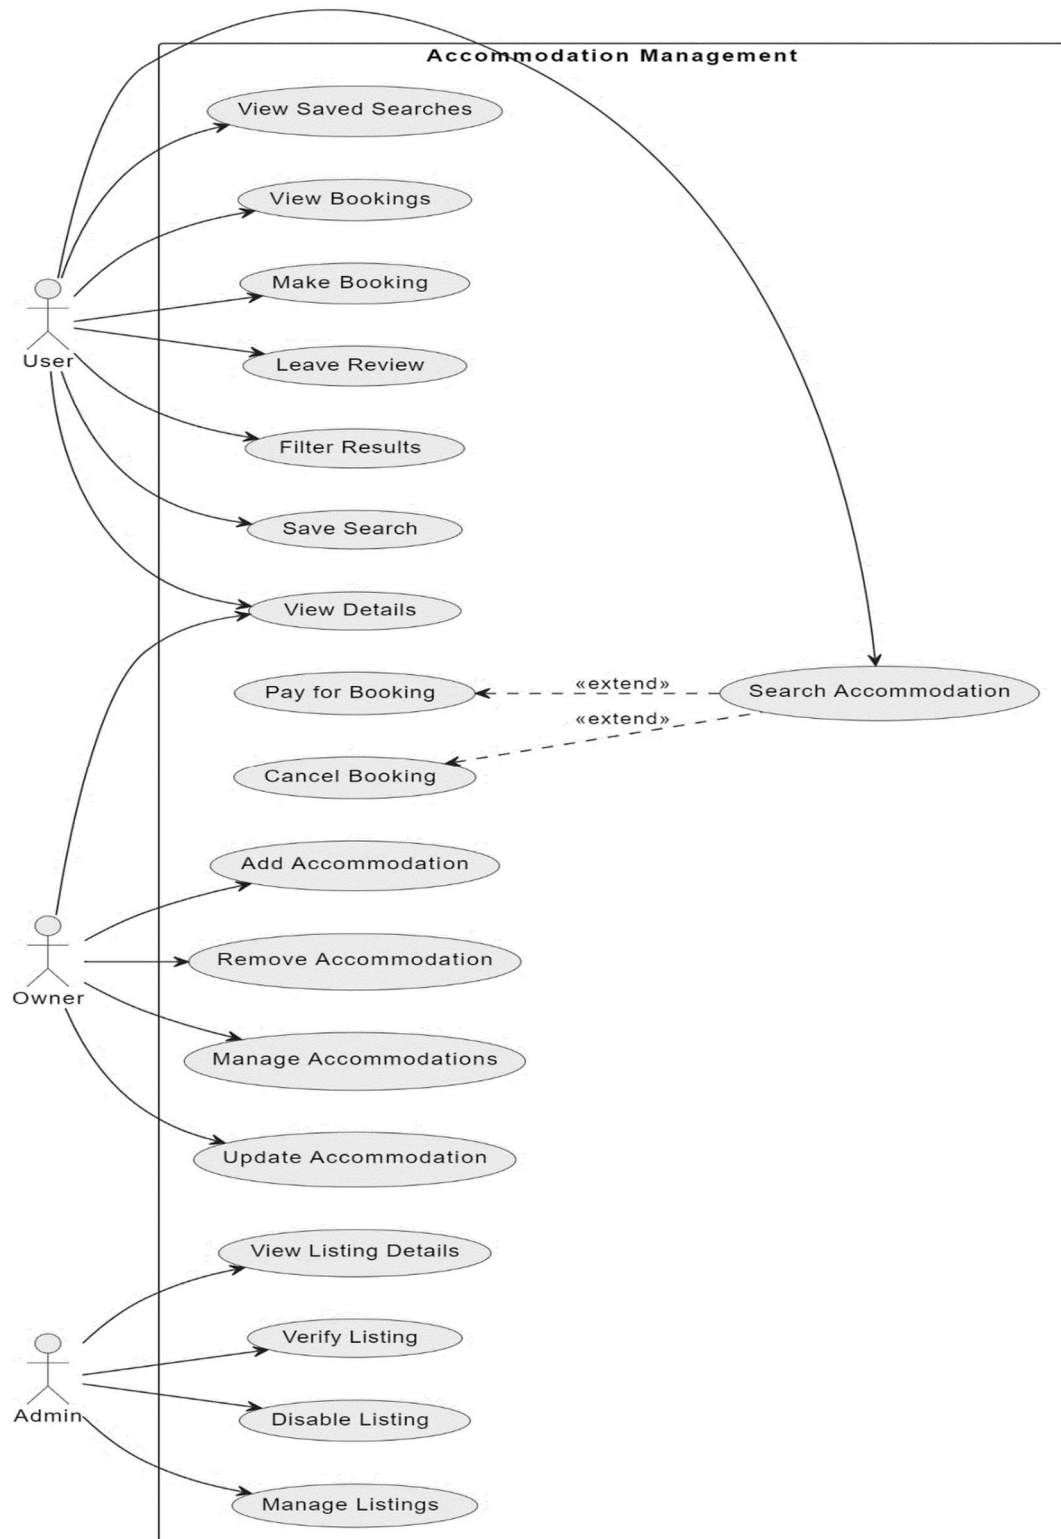 Accommodation Management
View Saved Searches
View Bookings
Make Booking
User
Leave Review
Filter Results
Save Search
View Details
Pay for Booking
«extend»
Search Accommodation
«extend»
Cancel Booking
Add Accommodation
Remove Accommodation
Owner
Manage Accommodations
Update Accommodation
View Listing Details
Verify Listing
Admin
Disable Listing
Manage Listings